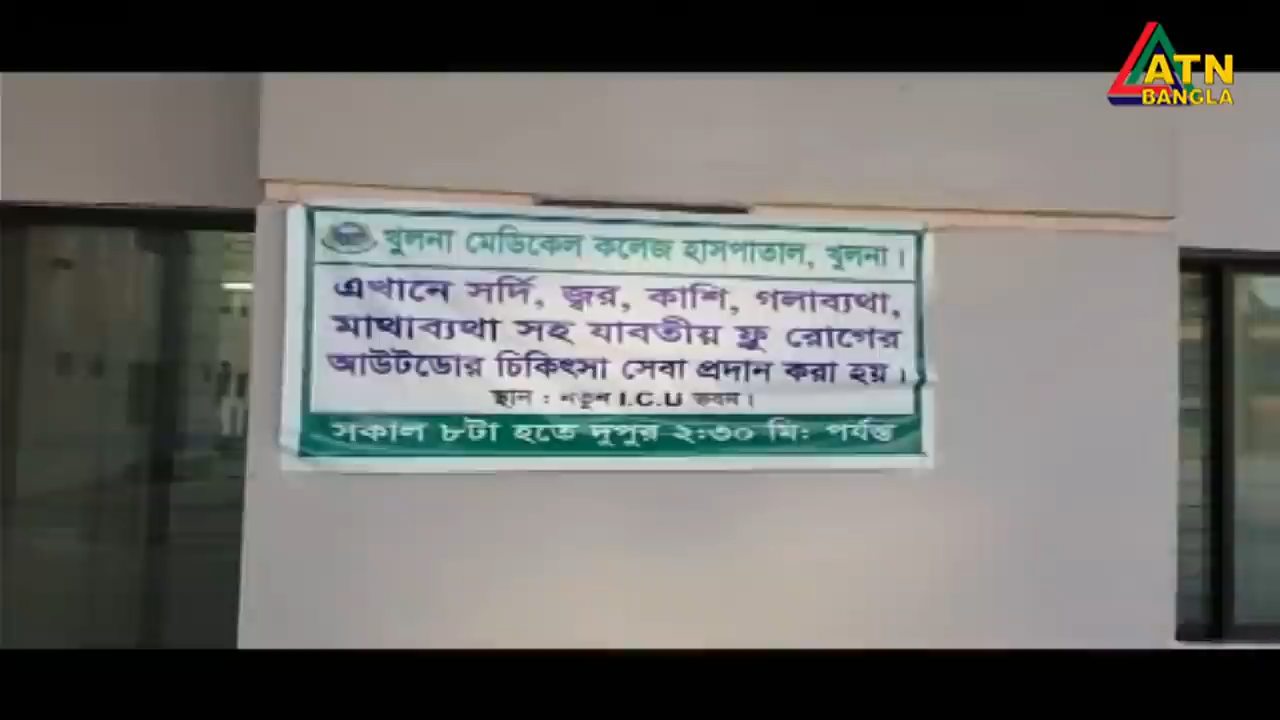 ATN
BANGLA
খুলনা মেডিকেল কলেজ হাসপাতাল, খুলনা।
এখানে সর্দি, জ্বর, কাশি, গলাব্যথা,
মাথাব্যথা সহ যাবতীয় ফ্লু রোগের
আউটডোর চিকিৎসা সেবা প্রদান করা হয়।
স্থান : নতুন I.C.U ভবন।
সকাল ৮টা হতে দুপুর ২:৩০ মি: পর্যন্ত